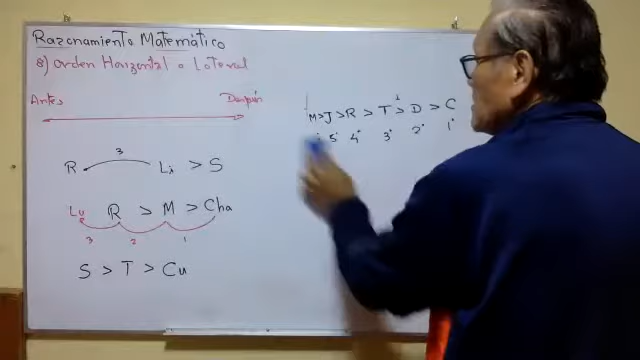 Razonamiento Matemático
B) Orden Horizontal o Lateral
Antes Después
M > J > R > T > D > C
5° 4° 3° 2° 1°
3
R Li > S
Lu R > M > Cha
3 2 1
S > T > Cu